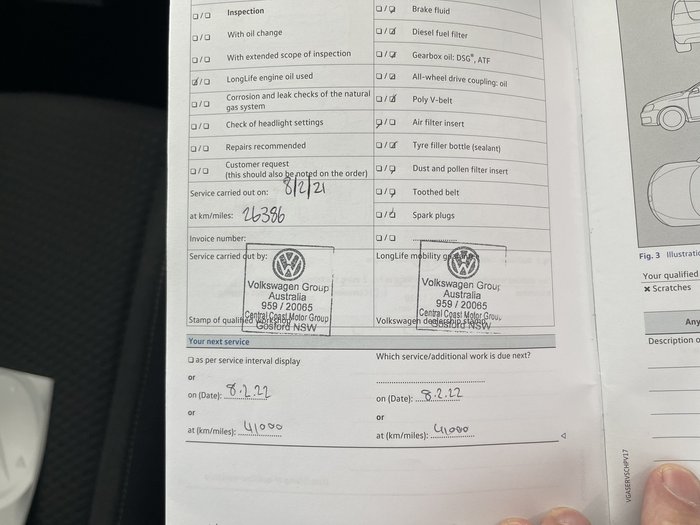 ☐/☐ Inspection
☐/☐ With oil change
☐/☐ With extended scope of inspection
☑/☐ LongLife engine oil used
☐/☐ Corrosion and leak checks of the natural
gas system
☐/☐ Check of headlight settings
☐/☐ Repairs recommended
☐/☐ Customer request
(this should also be noted on the order)
Service carried out on: 8/2/21
at km/miles: 26386
Invoice number:
Service carried out by:
Volkswagen Group
Australia
959 / 20065
Central Coast Motor Group
Gosford NSW
Stamp of qualified workshop
☐/☑ Brake fluid
☐/☑ Diesel fuel filter
☐/☑ Gearbox oil: DSG®, ATF
☐/☑ All-wheel drive coupling: oil
☐/☑ Poly V-belt
☑/☐ Air filter insert
☐/☑ Tyre filler bottle (sealant)
☐/☑ Dust and pollen filter insert
☐/☑ Toothed belt
☐/☑ Spark plugs
☐/☐ ....................
LongLife mobility guarantee
Volkswagen Group
Australia
959 / 20065
Central Coast Motor Group
Gosford NSW
Volkswagen dealership stamp
Your next service
☐ as per service interval display
or
on (Date): 8.2.22
or
at (km/miles): 41000
Which service/additional work is due next?
on (Date): 8.2.22
or
at (km/miles): 41000
Fig. 3 Illustratio
Your qualified
✖ Scratches
Any
Description o
VGASERVSCHPV17